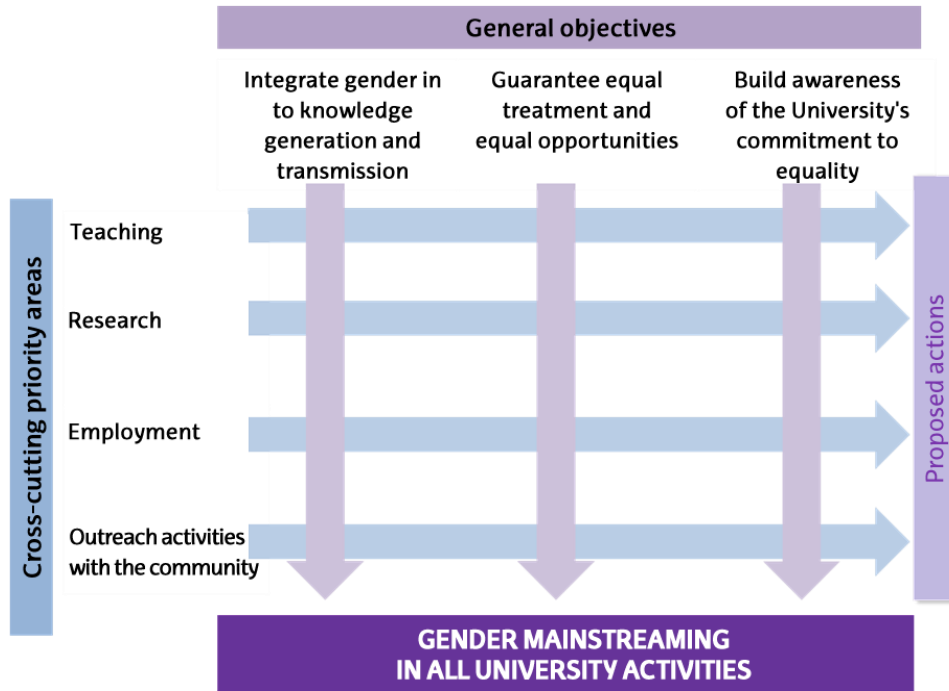 General objectives
Integrate gender in
to knowledge
generation and
transmission
Guarantee equal
treatment and
equal opportunities
Build awareness
of the University's
commitment to
equality
Cross-cutting priority areas
Teaching
Research
Employment
Outreach activities
with the community
Proposed actions
GENDER MAINSTREAMING
IN ALL UNIVERSITY ACTIVITIES